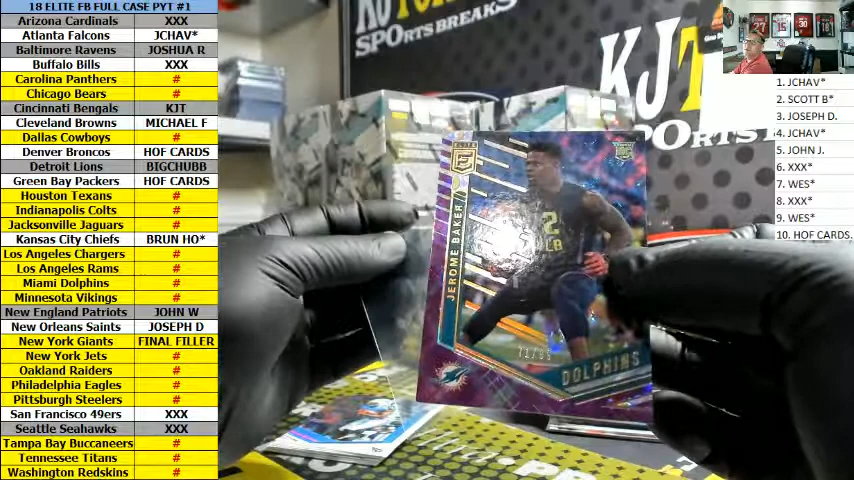 18 ELITE FB FULL CASE PYT #1
Arizona Cardinals XXX
Atlanta Falcons JCHAV*
Baltimore Ravens JOSHUA R
Buffalo Bills XXX
Carolina Panthers #
Chicago Bears #
Cincinnati Bengals KJT
Cleveland Browns MICHAEL F
Dallas Cowboys #
Denver Broncos HOF CARDS
Detroit Lions BIGCHUBB
Green Bay Packers HOF CARDS
Houston Texans #
Indianapolis Colts #
Jacksonville Jaguars #
Kansas City Chiefs BRUN HO*
Los Angeles Chargers #
Los Angeles Rams #
Miami Dolphins #
Minnesota Vikings #
New England Patriots JOHN W
New Orleans Saints JOSEPH D
New York Giants FINAL FILLER
New York Jets #
Oakland Raiders #
Philadelphia Eagles #
Pittsburg Steelers #
San Francisco 49ers XXX
Seattle Seahawks XXX
Tampa Bay Buccaneers #
Tennessee Titans #
Washington Redskins #
SPORTS BREAKS
KJT
SPORTS
ELITE
JEROME BAKER
2
LB
DOLPHINS
1. JCHAV*
2. SCOTT B*
3. JOSEPH D.
4. JCHAV*
5. JOHN J.
6. XXX*
7. WES*
8. XXX*
9. WES*
10. HOF CARDS.